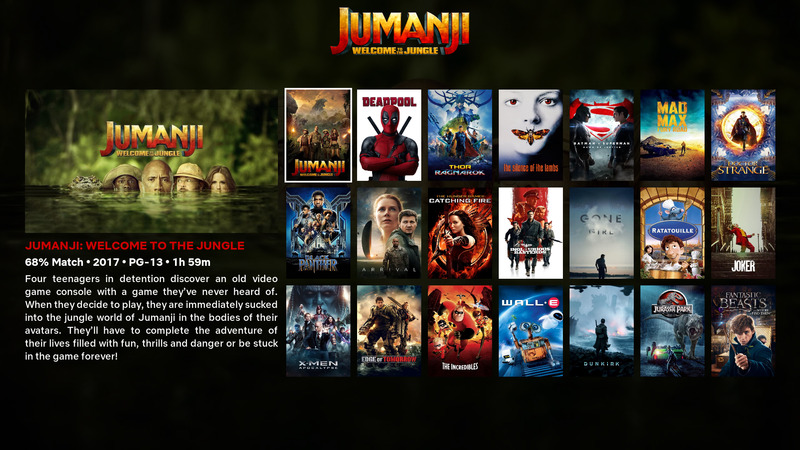 JUMANJI
WELCOME TO THE JUNGLE
JUMANJI
WELCOME TO THE JUNGLE
JUMANJI: WELCOME TO THE JUNGLE
68% Match • 2017 • PG-13 • 1h 59m
Four teenagers in detention discover an old video
game console with a game they've never heard of.
When they decide to play, they are immediately sucked
into the jungle world of Jumanji in the bodies of their
avatars. They'll have to complete the adventure of
their lives filled with fun, thrills and danger or be stuck
in the game forever!
JUMANJI
DEADPOOL
THOR
RAGNAROK
the silence of the lambs
BATMAN v SUPERMAN
DAWN OF JUSTICE
MAD
MAX
FURY ROAD
DOCTOR
STRANGE
BLACK
PANTHER
ARRIVAL
THE HUNGER GAMES
CATCHING FIRE
INGLOURIOUS
BASTERDS
GONE
GIRL
RATATOUILLE
JOKER
X-MEN
APOCALYPSE
EDGE OF TOMORROW
THE INCREDIBLES
WALL·E
DUNKIRK
JURASSIC PARK
FANTASTIC
BEASTS